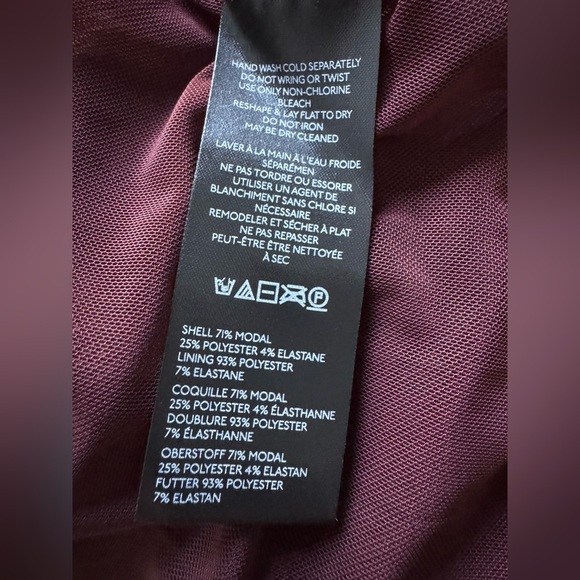 HAND WASH COLD SEPARATELY
DO NOT WRING OR TWIST
USE ONLY NON-CHLORINE
BLEACH
RESHAPE & LAY FLAT TO DRY
DO NOT IRON
MAY BE DRY CLEANED
LAVER À LA MAIN À L'EAU FROIDE
SÉPARÉMEN
NE PAS TORDRE OU ESSORER
UTILISER UN AGENT DE
BLANCHIMENT SANS CHLORE SI
NÉCESSAIRE
REMODELER ET SÉCHER À PLAT
NE PAS REPASSER
PEUT-ÊTRE ÊTRE NETTOYÉE
À SEC
P
SHELL 71% MODAL
25% POLYESTER 4% ELASTANE
LINING 93% POLYESTER
7% ELASTANE
COQUILLE 71% MODAL
25% POLYESTER 4% ÉLASTHANNE
DOUBLURE 93% POLYESTER
7% ÉLASTHANNE
OBERSTOFF 71% MODAL
25% POLYESTER 4% ELASTAN
FUTTER 93% POLYESTER
7% ELASTAN